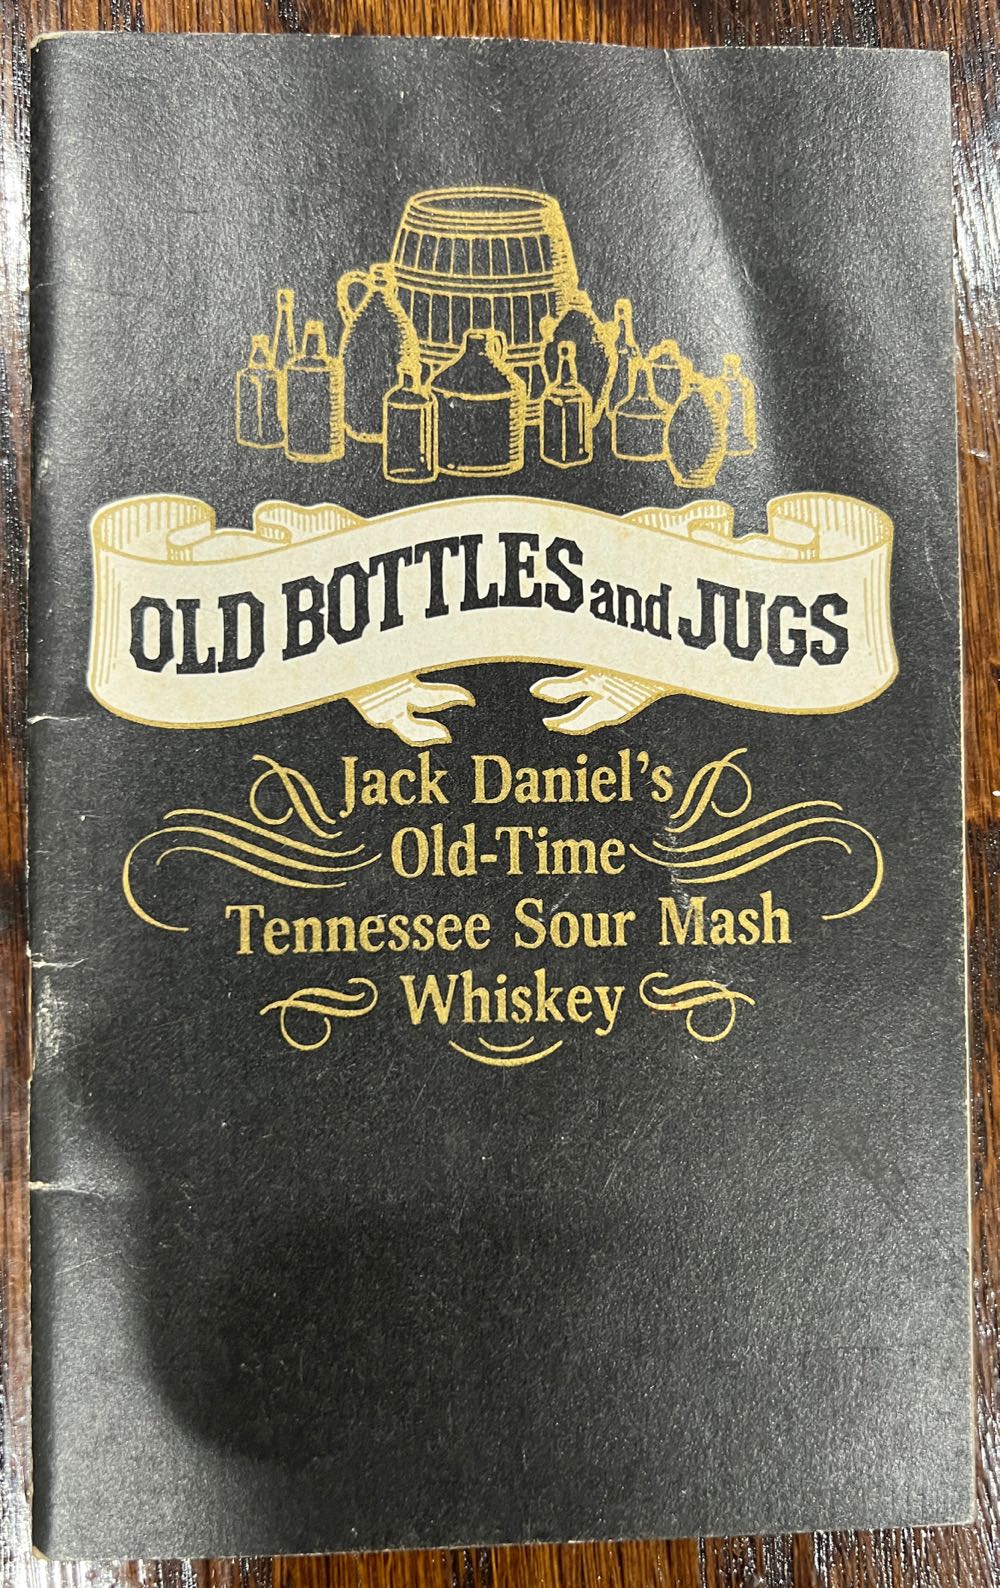 OLD BOTTLES and JUGS
Jack Daniel's
Old-Time
Tennessee Sour Mash
Whiskey